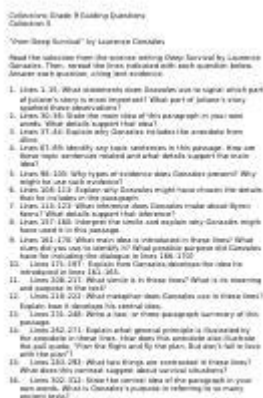 Collections Grade 9 Guiding Questions
Collection 5
"from Deep Survival" by Laurence Gonzales
Read the selection from the science writing Deep Survival by Laurence
Gonzales. Then, reread the lines indicated with each question below.
Answer each question, citing text evidence.
1. Lines 1-35: What statements does Gonzales use to signal which part
of Juliane's story is most important? What part of Juliane's story
sparked these observations?
2. Lines 30-35: State the main idea of this paragraph in your own
words. What details support that idea?
3. Lines 37-44: Explain why Gonzales includes the anecdote from
4. Lines 67-89: Identify any topic sentences in this passage. How are
these topic sentences related and what details support the main
idea?
5. Lines 98-109: Why types of evidence does Gonzales present? Why
might he use such evidence?
6. Lines 109-113: Explain why Gonzales might have chosen the details
that he includes in the paragraph.
7. Lines 115-123: What inference does Gonzales make about
What details support that inference?
8. Lines 157-160: Interpret the simile and explain why Gonzales might
have used it in this passage.
9. Lines 161-170: What main idea is introduced in these lines? What
clues did you use to identify it? What possible purpose did Gonzales
have for including the dialogue in lines 166-170?
10. Lines 171-197: Explain how Gonzales develops the idea he
introduced in lines 161-165.
11. Lines 208-217: What simile is in these lines? What is its meaning
and purpose in the text?
12. Lines 218-222: What metaphor does Gonzales use in these lines?
Explain how it develops his central idea.
13. Lines 231-248: Write a two- or three-paragraph summary of this
passage.
14. Lines 262-271: Explain what general principle is illustrated by
the anecdote in these lines. How does this anecdote also illustrate
the pull quote, "Plan the flight and fly the plan. But don't fall in love
with the plan"?
15. Lines 283-292: What two things are contrasted in these lines?
What does this contrast suggest about survival situations?
16. Lines 302-312: State the central idea of the paragraph in your
own words. What is Gonzales's purpose in referring to so many
ancient texts?